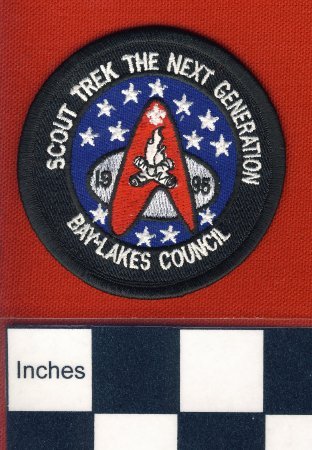 SCOUT TREK THE NEXT GENERATION
19 95
BAY-LAKES COUNCIL
Inches